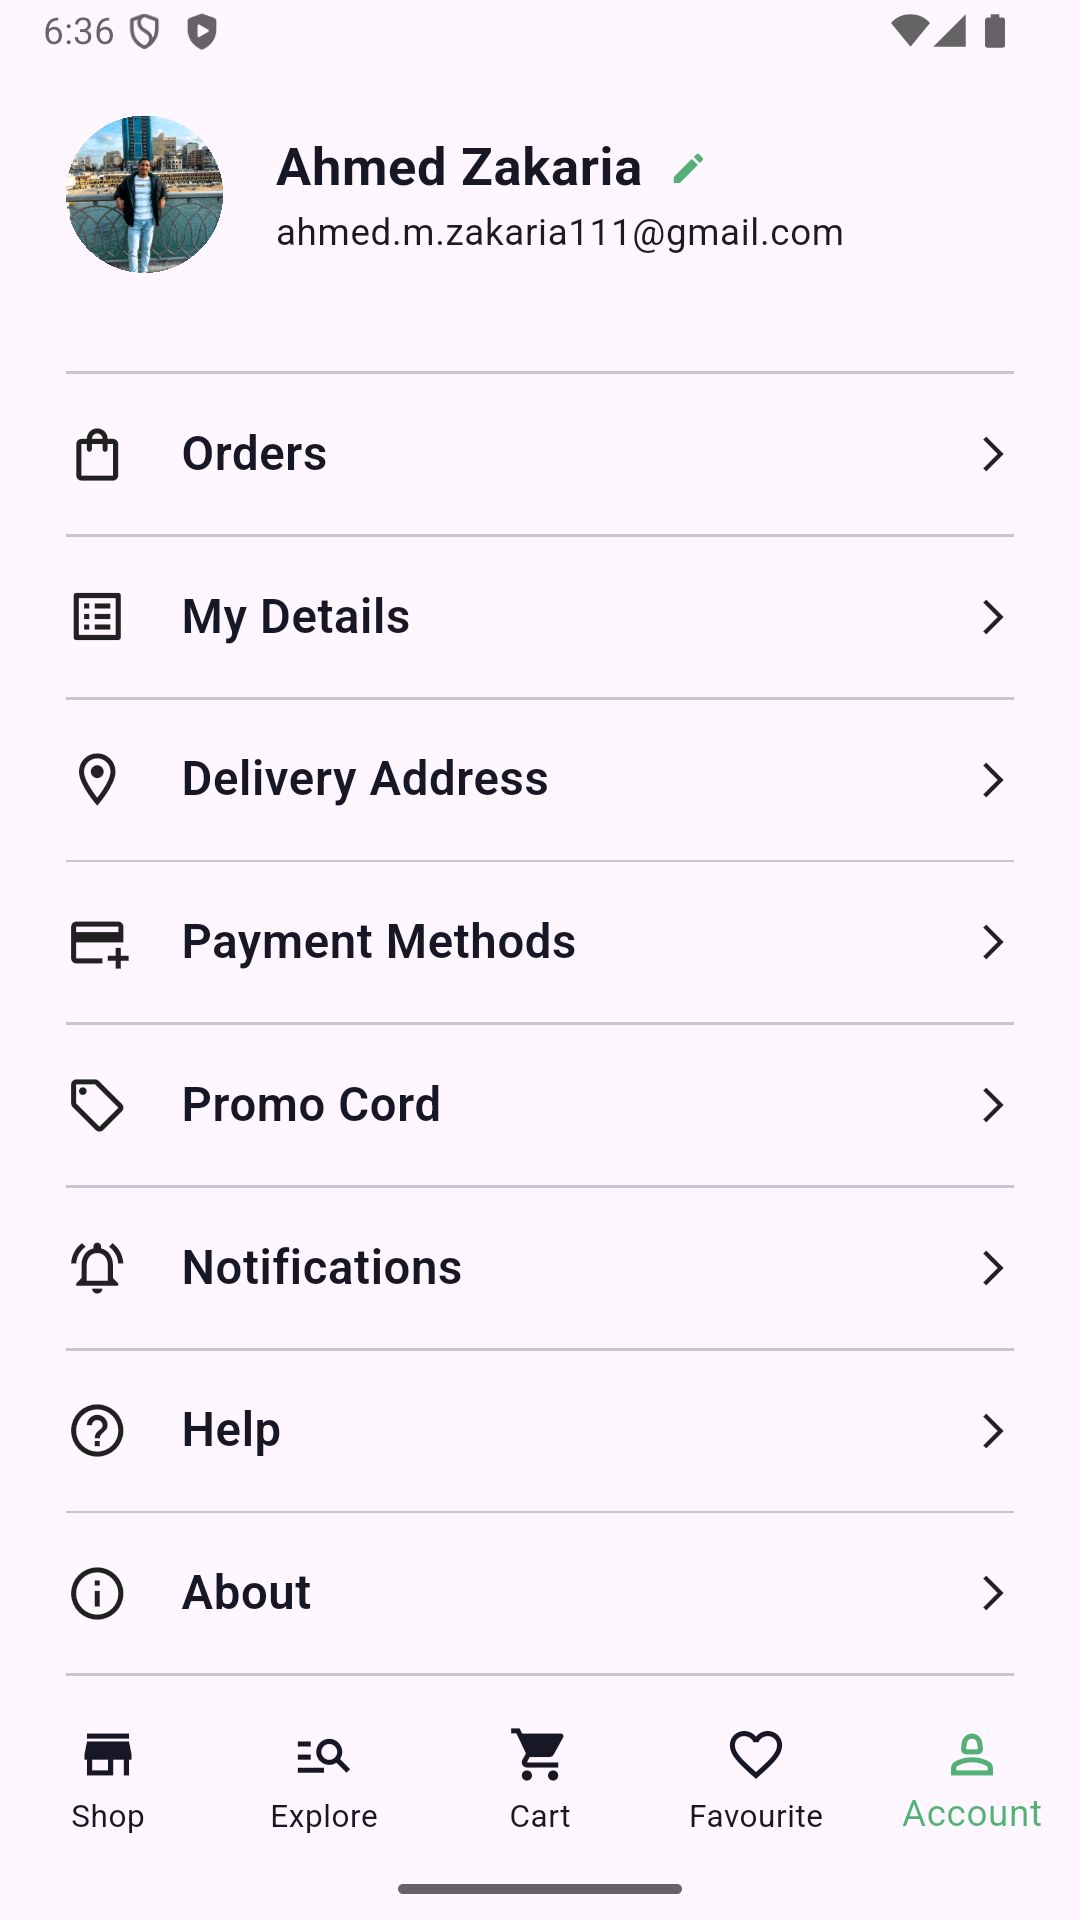 6:36
Ahmed Zakaria
ahmed.m.zakaria111@gmail.com
Orders
My Details
Delivery Address
Payment Methods
Promo Cord
Notifications
Help
About
Shop
Explore
Cart
Favourite
Account